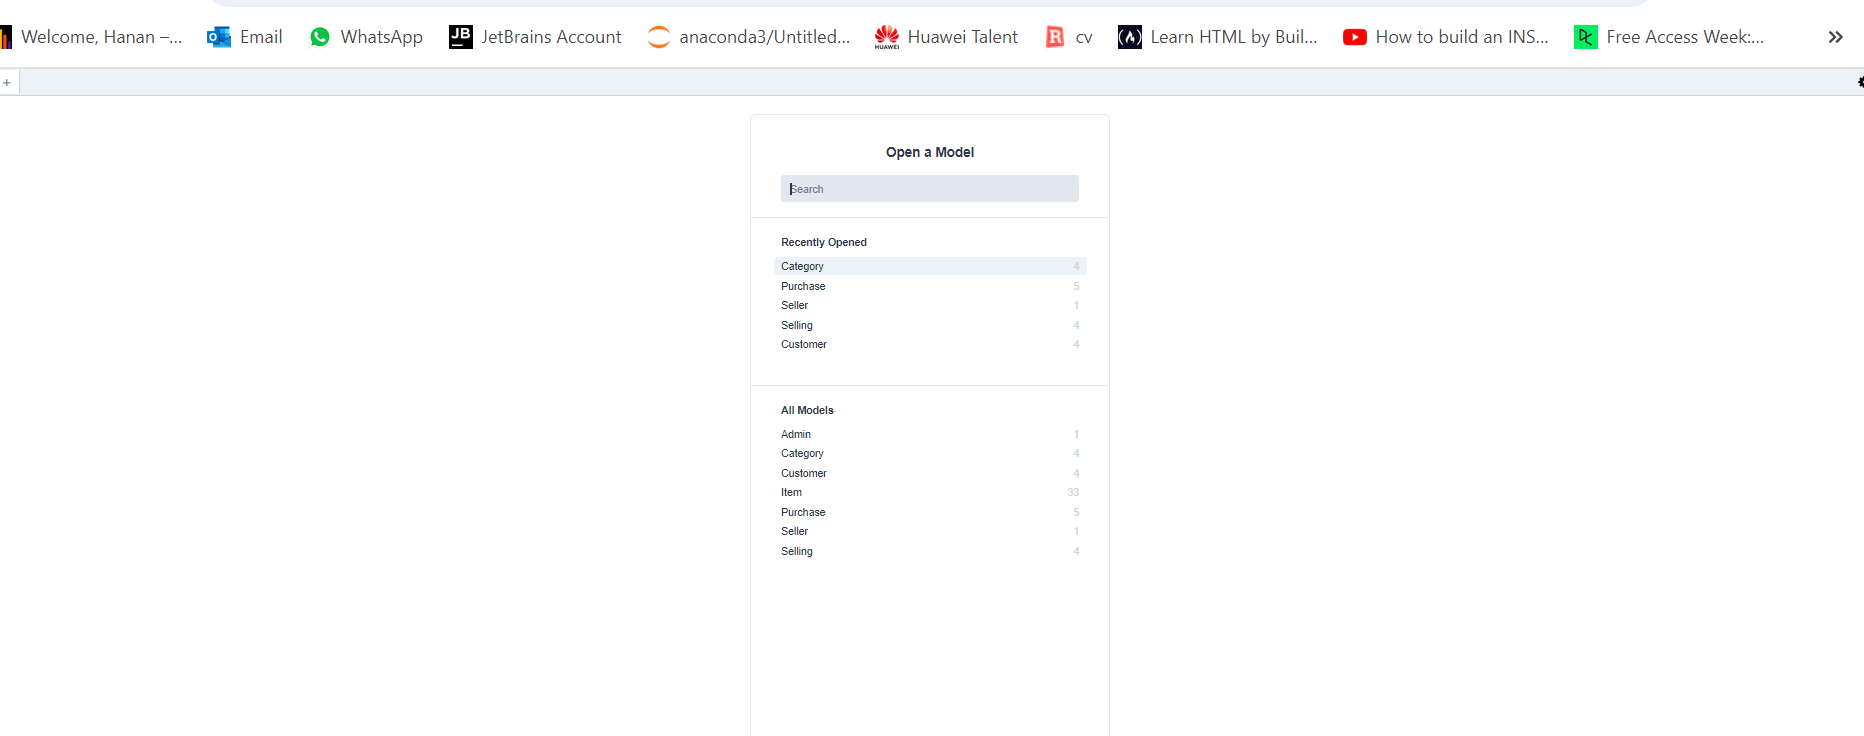 Welcome, Hanan –... Email WhatsApp JB JetBrains Account anaconda3/Untitled... HUAWEI Huawei Talent R cv Learn HTML by Buil... How to build an INS... Free Access Week:... »
+
Open a Model
Search
Recently Opened
Category 4
Purchase 5
Seller 1
Selling 4
Customer 4
All Models
Admin 1
Category 4
Customer 4
Item 33
Purchase 5
Seller 1
Selling 4